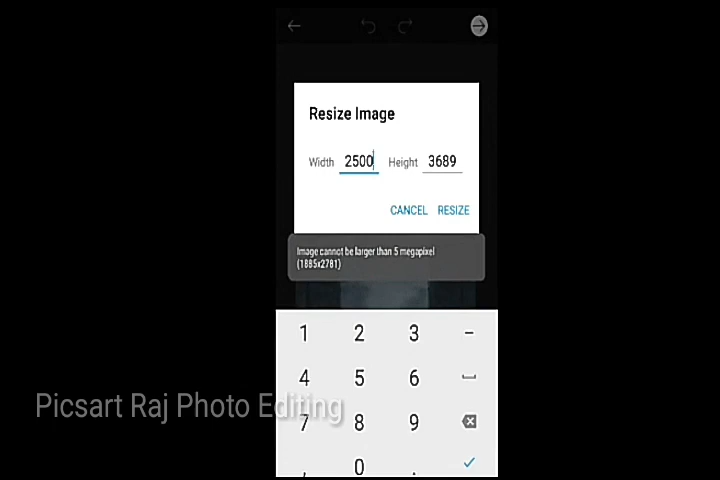 Resize Image
Width 2500 Height 3689
CANCEL RESIZE
Image cannot be larger than 5 megapixel
(1885x2781)
1 2 3 –
4 5 6
Picsart Raj Photo Editing
7 8 9
, 0 .